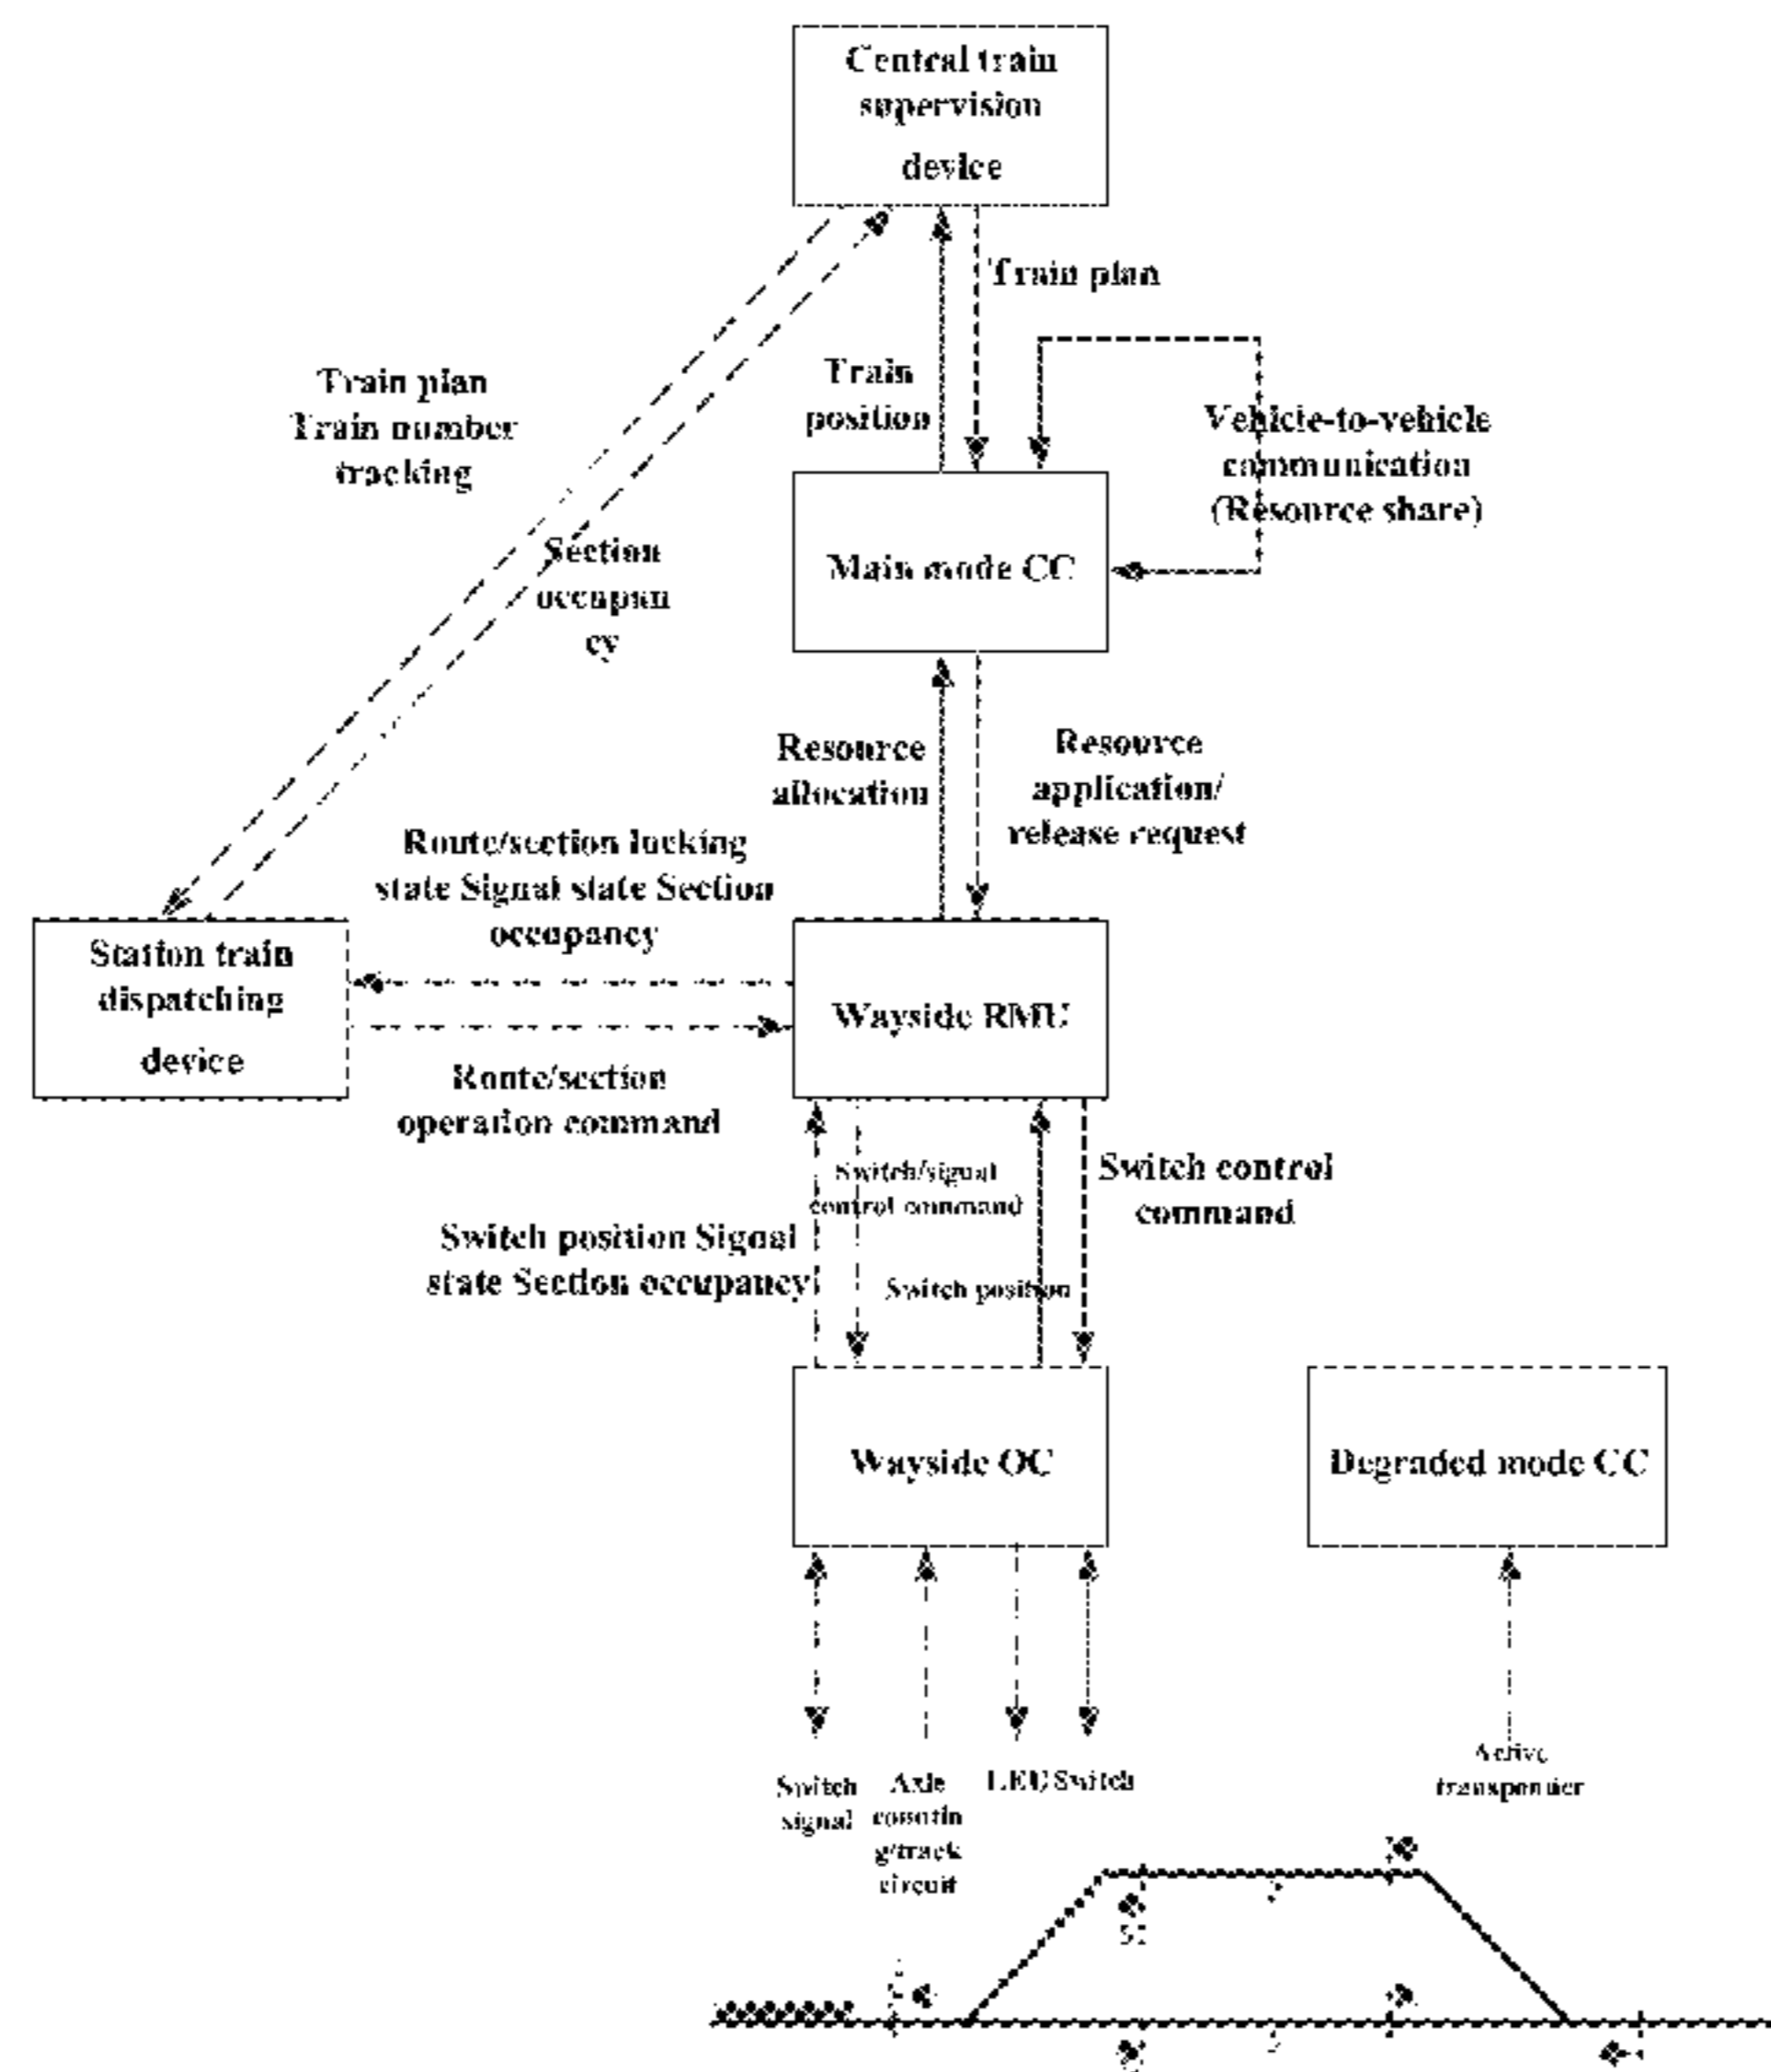 Central train
supervision
device
Train plan
Train
position
Vehicle-to-vehicle
communication
(Resource share)
Train plan
Train number
tracking
Section
occupan
cy
Main mode CC
Resource
allocation
Resource
application/
release request
Route/section locking
state Signal state Section
occupancy
Station train
dispatching
device
Wayside RMU
Route/section
operation command
Switch/signal
control command
Switch control
command
Switch position Signal
state Section occupancy
Switch position
Wayside OC
Degraded mode CC
Switch
signal
Axle
countin
g/track
circuit
LEU Switch
Active
transponder